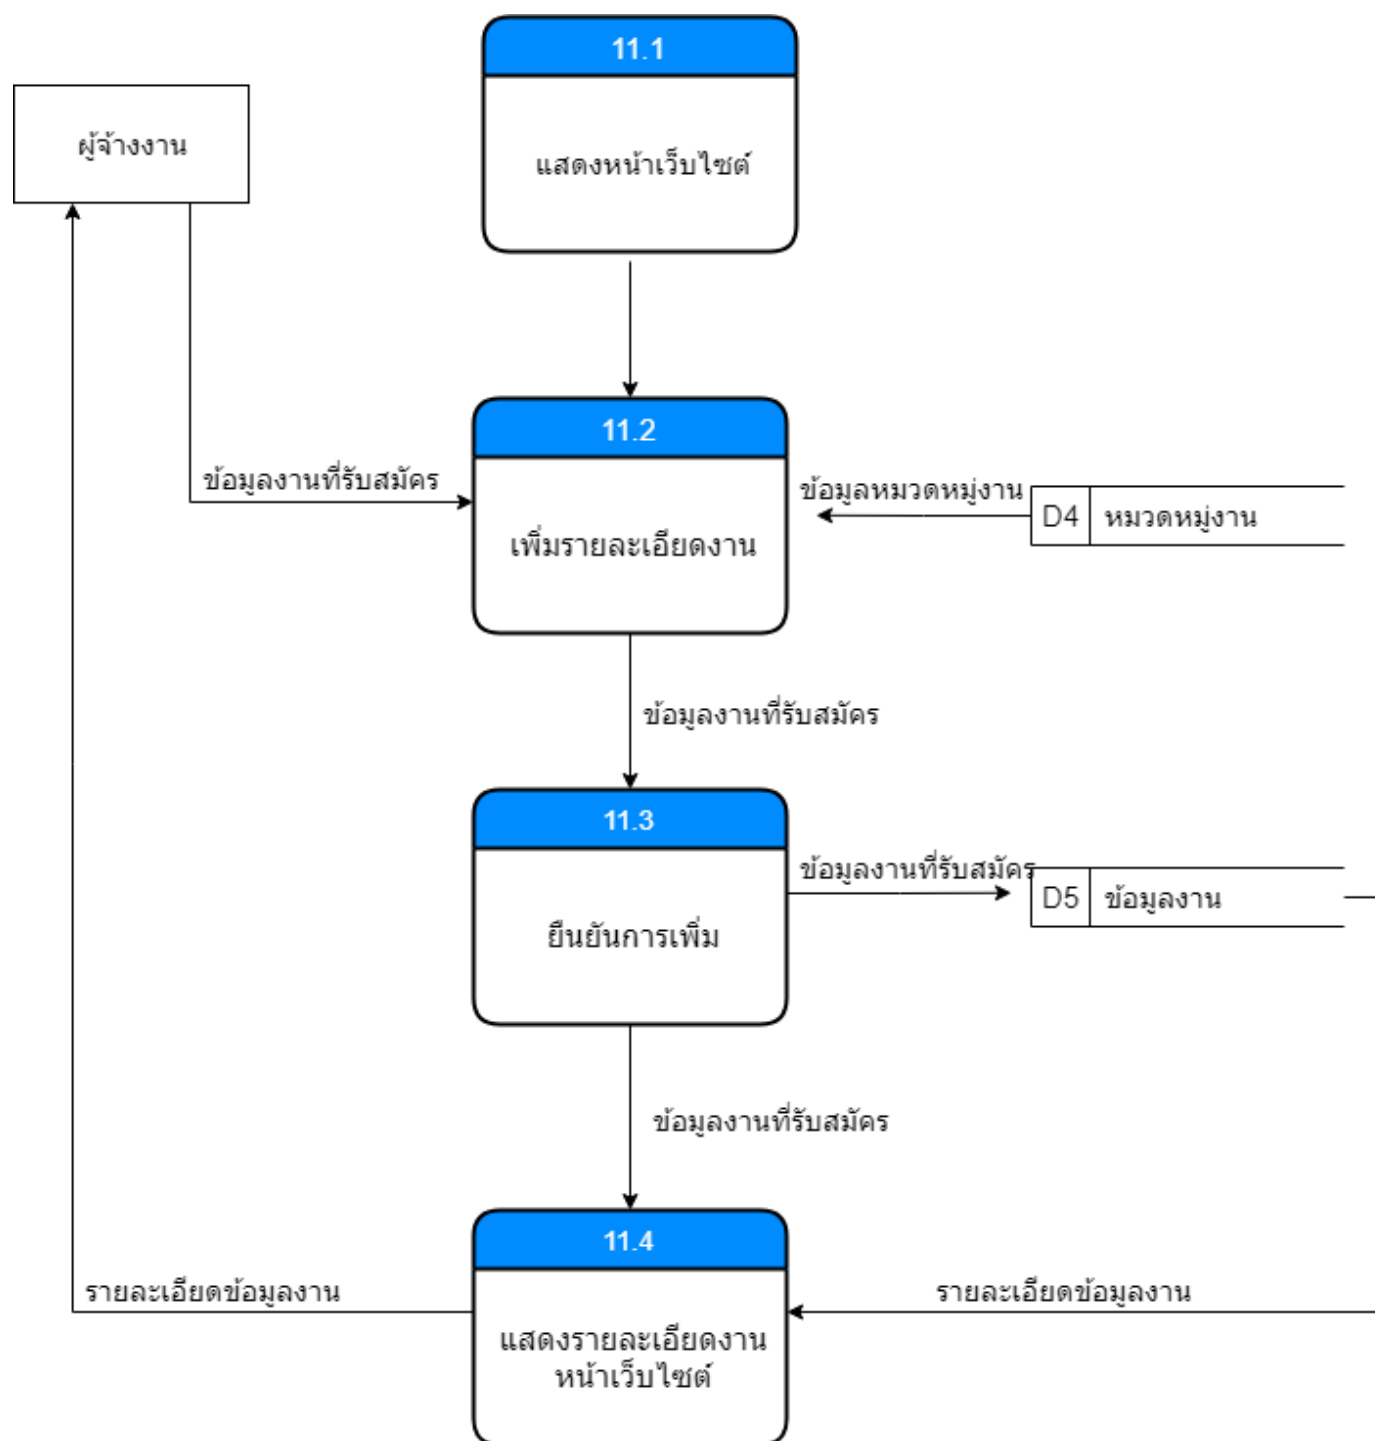 11.1
ผู้จ้างงาน
แสดงหน้าเว็บไซต์
11.2
ข้อมูลงานที่รับสมัคร
ข้อมูลหมวดหมู่งาน
D4
หมวดหมู่งาน
เพิ่มรายละเอียดงาน
ข้อมูลงานที่รับสมัคร
11.3
ข้อมูลงานที่รับสมัคร
D5
ข้อมูลงาน
ยืนยันการเพิ่ม
ข้อมูลงานที่รับสมัคร
11.4
รายละเอียดข้อมูลงาน
รายละเอียดข้อมูลงาน
แสดงรายละเอียดงาน
หน้าเว็บไซต์